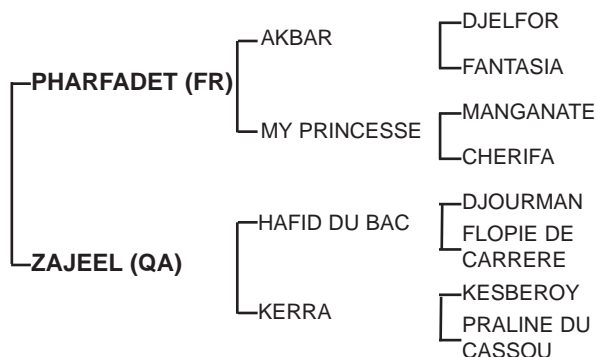 DJELFOR
AKBAR
FANTASIA
PHARFADET (FR)
MANGANATE
MY PRINCESSE
CHERIFA
DJOURMAN
HAFID DU BAC
FLOPIE DE
CARRERE
ZAJEEL (QA)
KESBEROY
KERRA
PRALINE DU
CASSOU